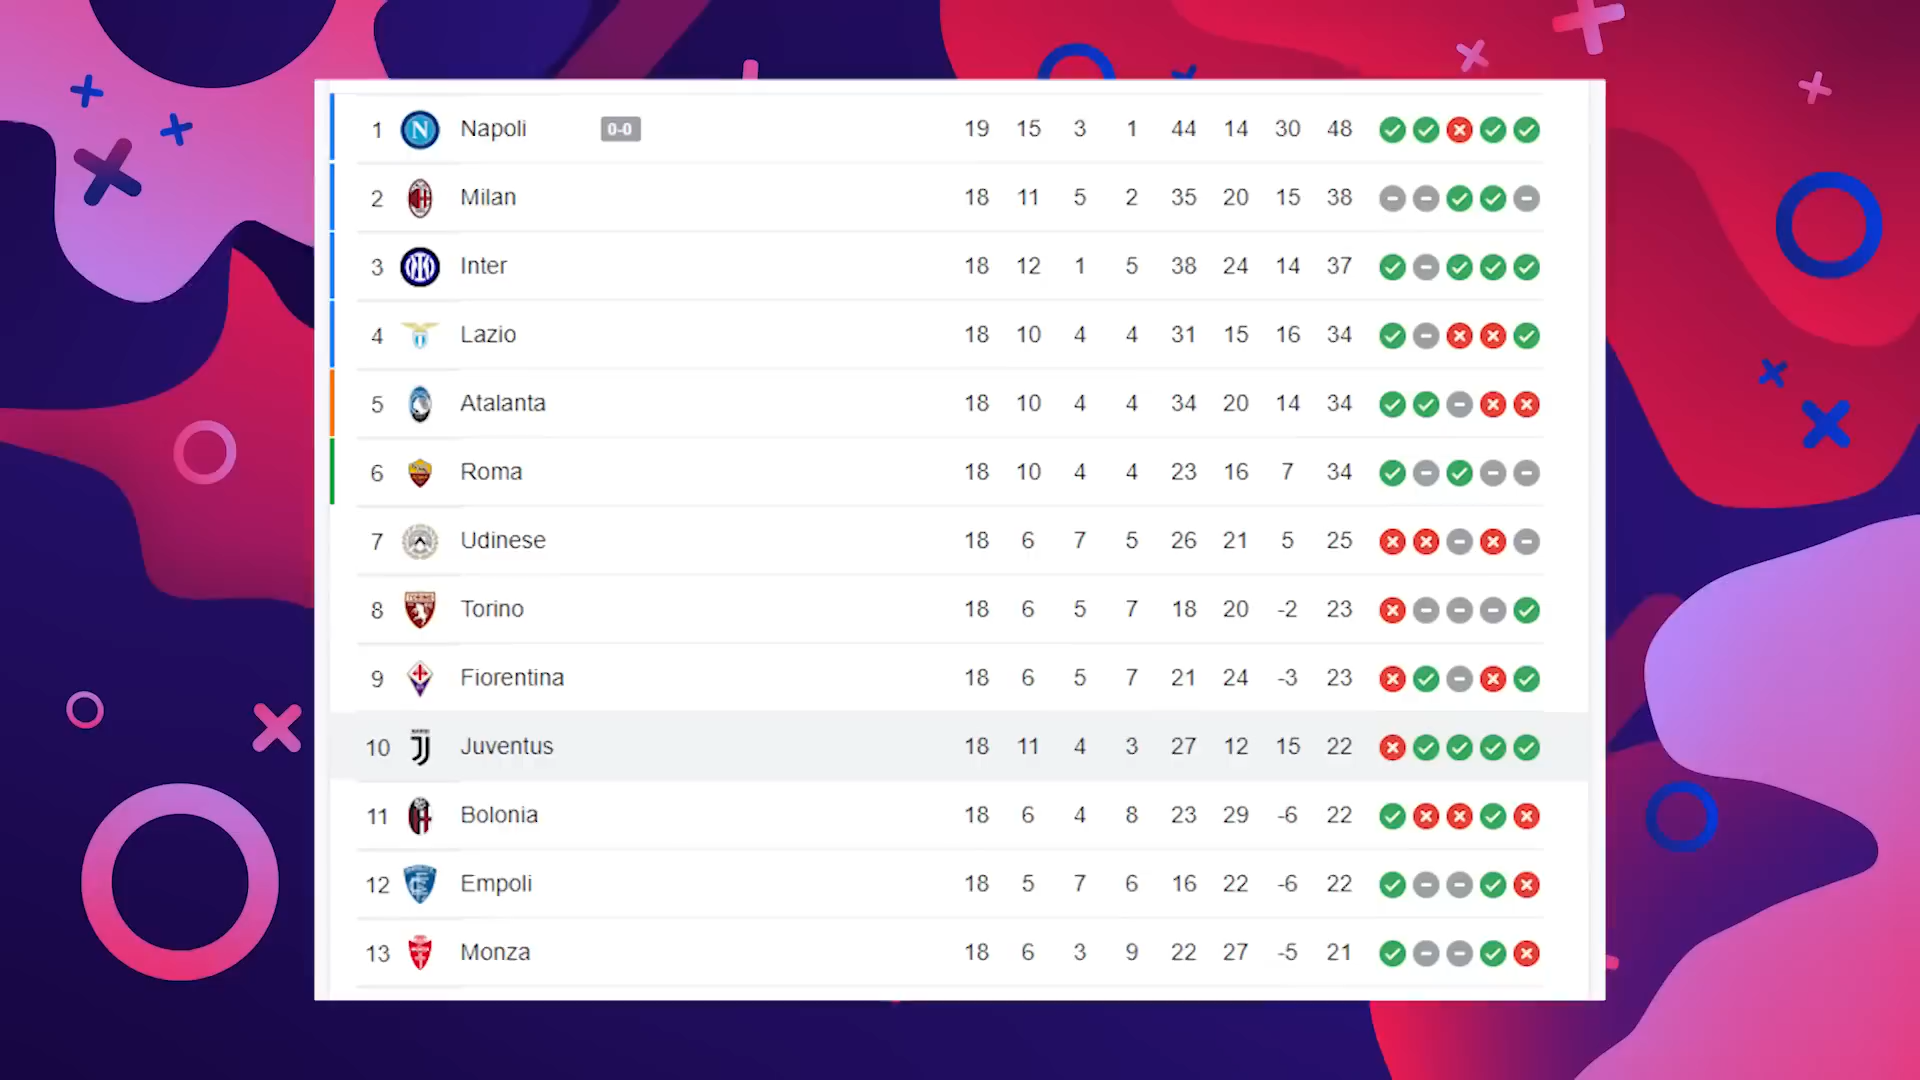 1 Napoli 0-0 19 15 3 1 44 14 30 48
2 Milan 18 11 5 2 35 20 15 38
3 Inter 18 12 1 5 38 24 14 37
4 Lazio 18 10 4 4 31 15 16 34
5 Atalanta 18 10 4 4 34 20 14 34
6 Roma 18 10 4 4 23 16 7 34
7 Udinese 18 6 7 5 26 21 5 25
8 Torino 18 6 5 7 18 20 -2 23
9 Fiorentina 18 6 5 7 21 24 -3 23
10 Juventus 18 11 4 3 27 12 15 22
11 Bolonia 18 6 4 8 23 29 -6 22
12 Empoli 18 5 7 6 16 22 -6 22
13 Monza 18 6 3 9 22 27 -5 21